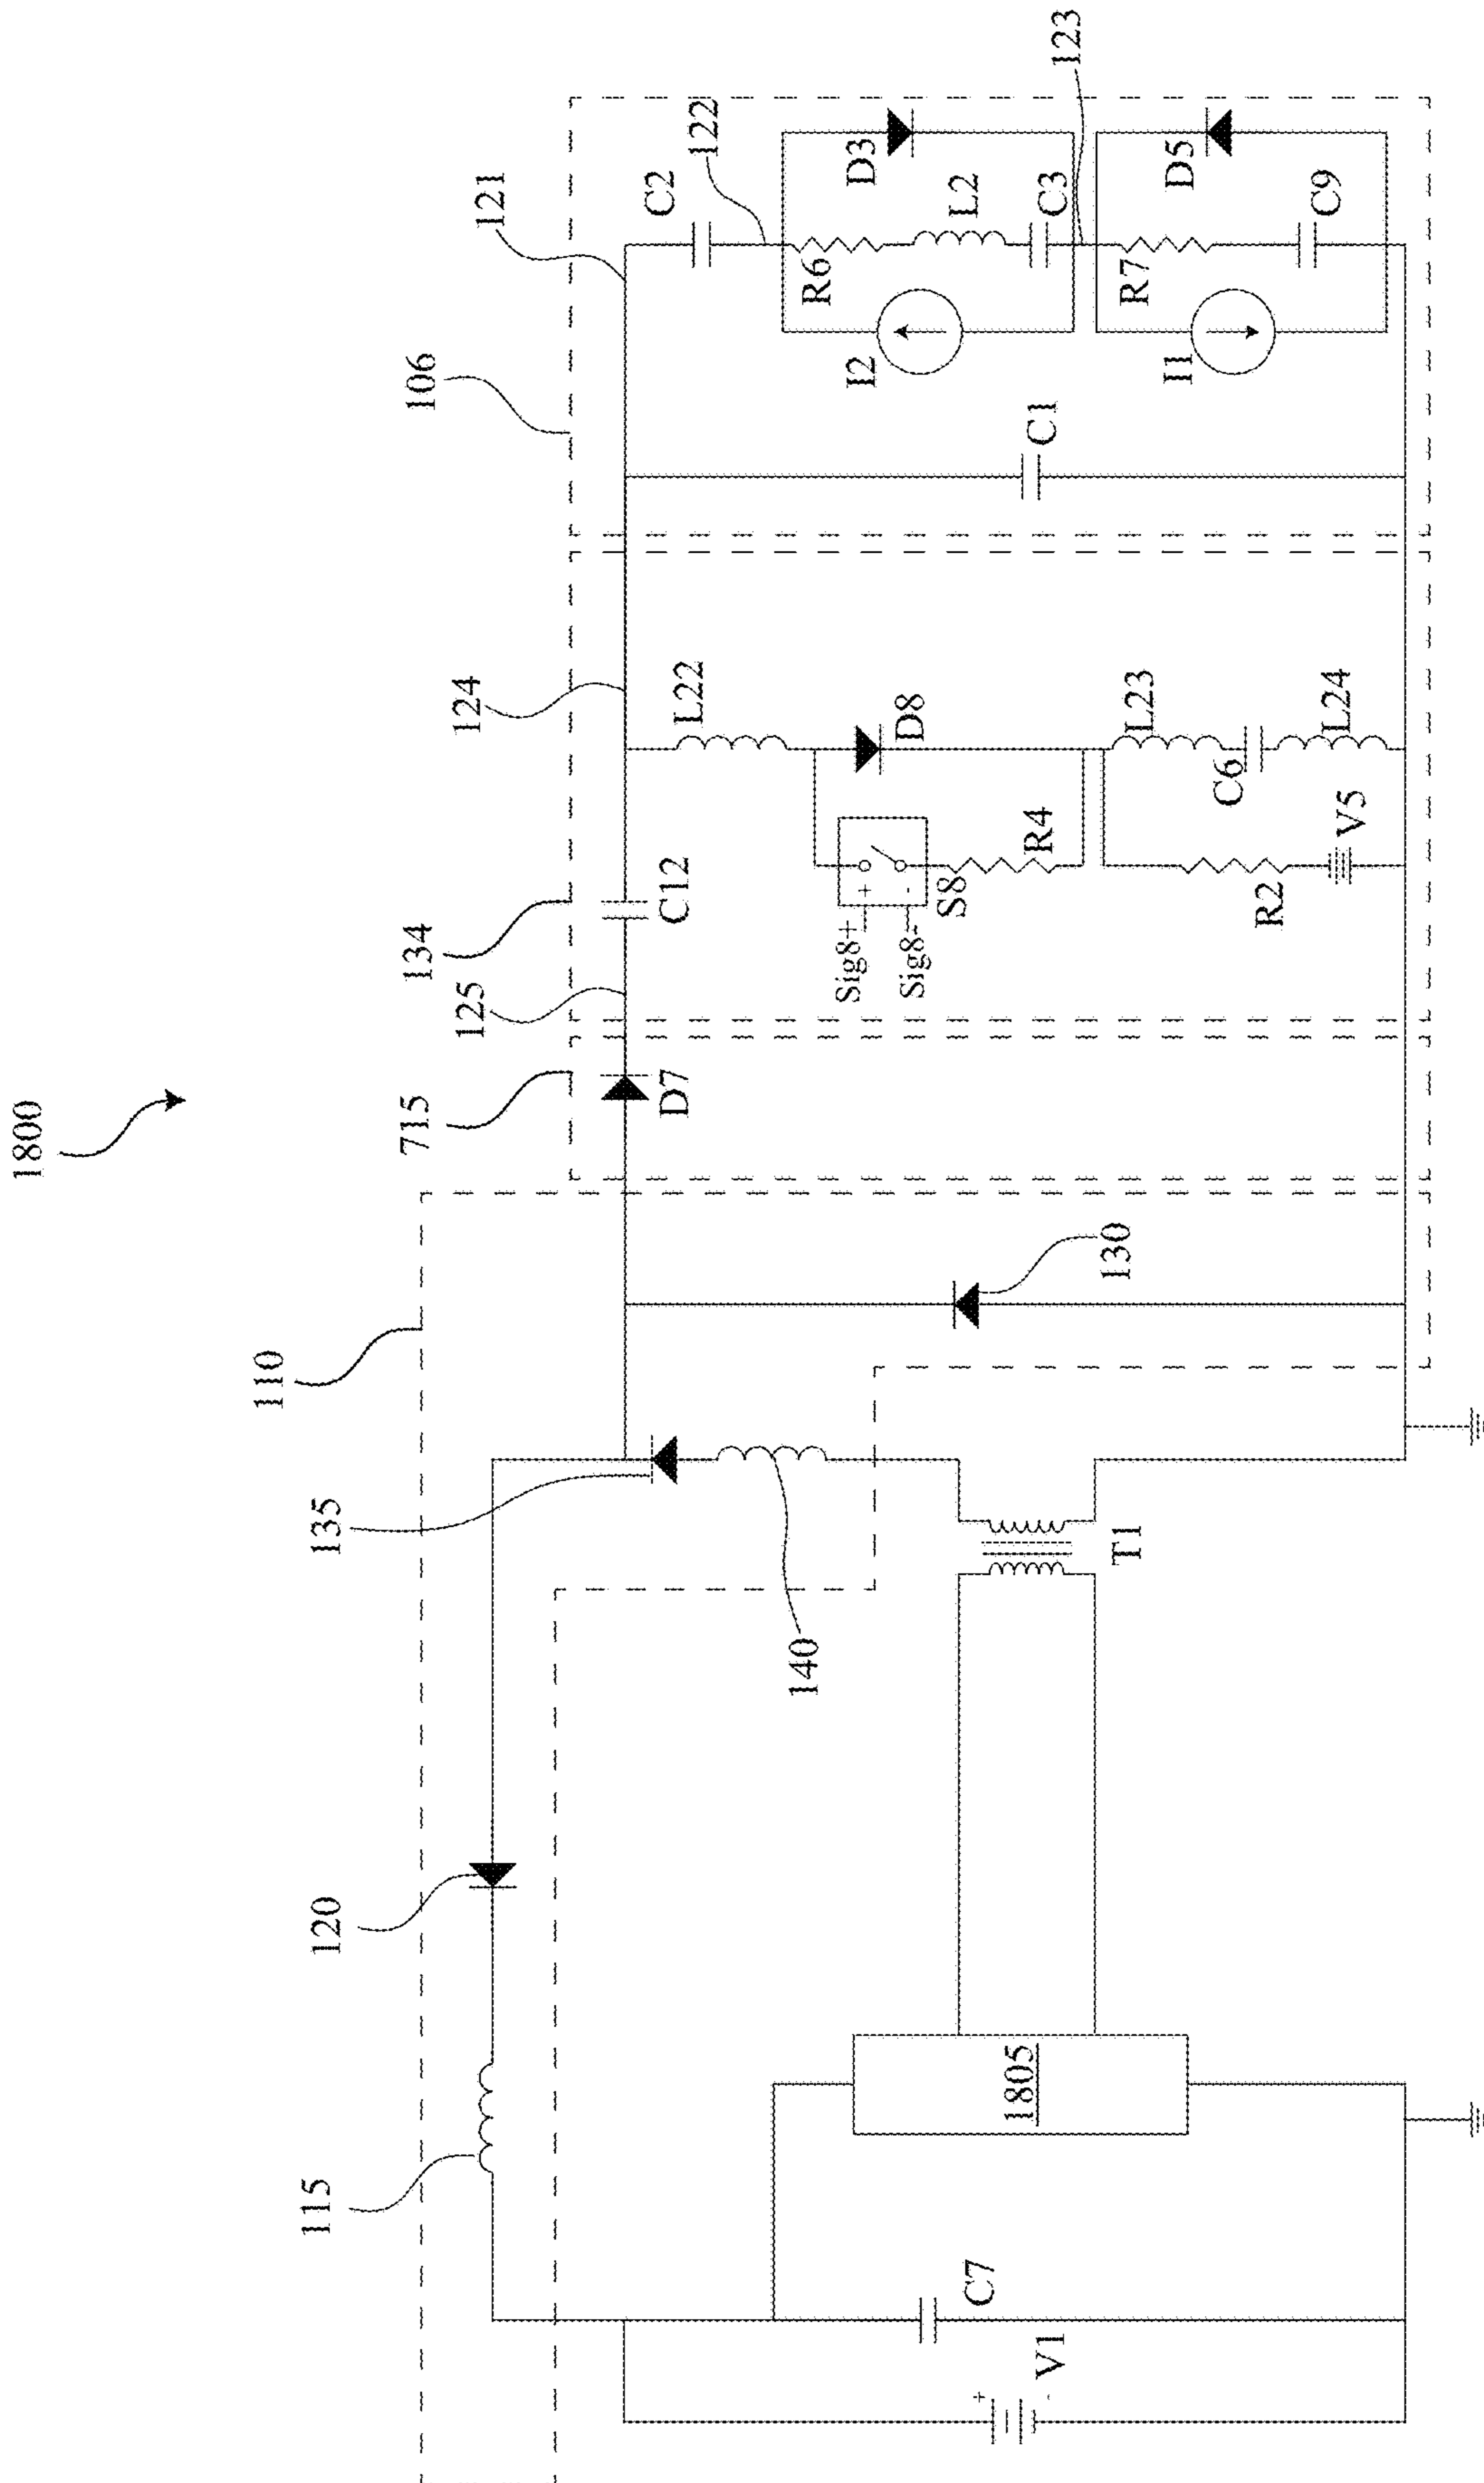 1800
106
121
122
C2
123
D3
L2
C3
R6
I2
D5
R7
C9
I1
C1
124
134
125
C12
L22
D8
L23
C6
L24
V5
R4
R2
S8
Sig8+
Sig8-
+
-
715
D7
110
130
135
140
T1
120
115
1805
C7
V1
+
-